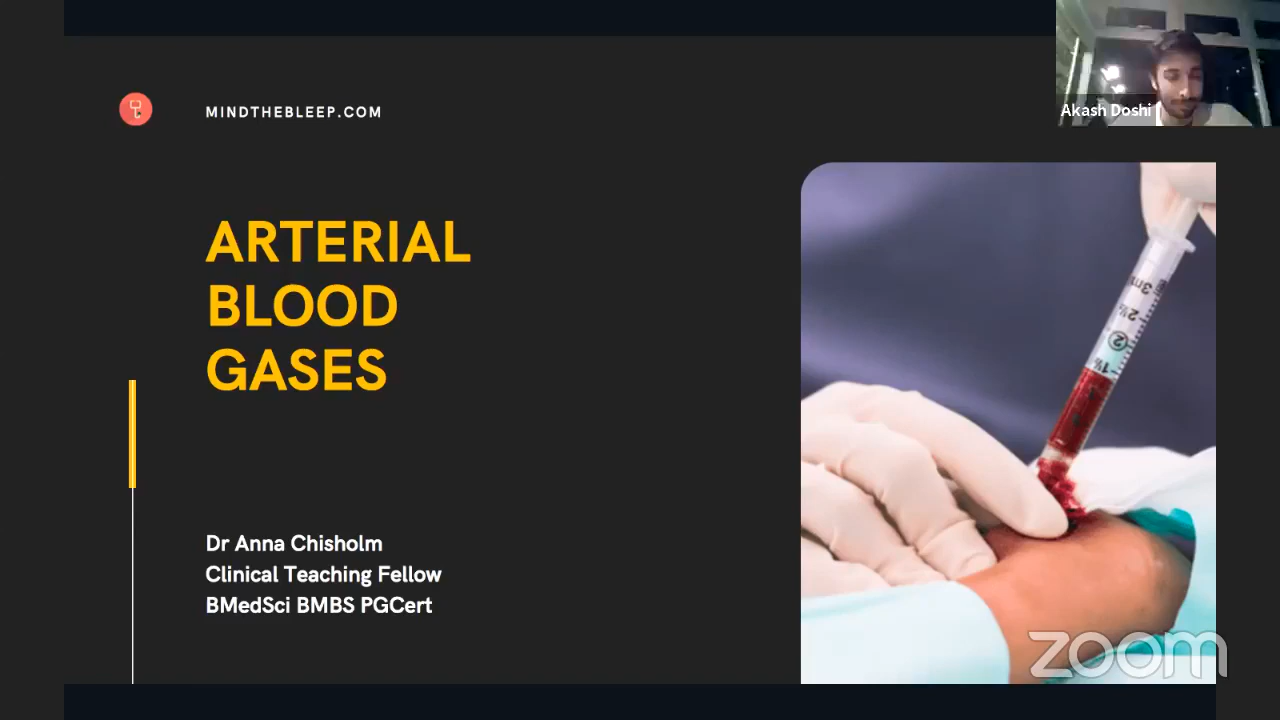 MINDTHEBLEEP.COM
Akash Doshi
ARTERIAL
BLOOD
GASES
Dr Anna Chisholm
Clinical Teaching Fellow
BMedSci BMBS PGCert
zoom